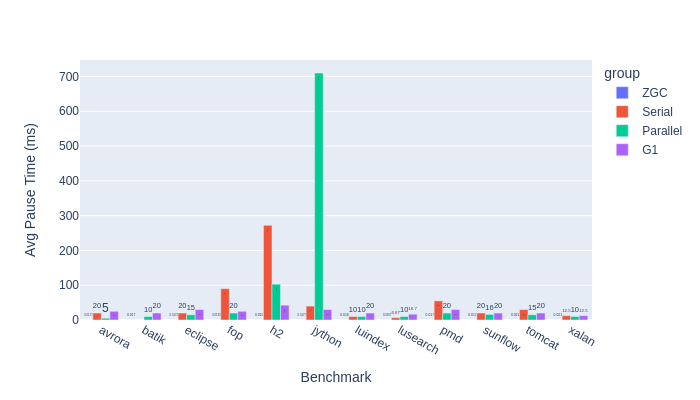 group
ZGC
Serial
Parallel
G1
Avg Pause Time (ms)
700
600
500
400
300
200
100
0
20 5
10 20
20 15
20
10 10 20
10
20
20 16 20
15 20
10
avrora
batik
eclipse
fop
h2
jython
luindex
lusearch
pmd
sunflow
tomcat
xalan
Benchmark